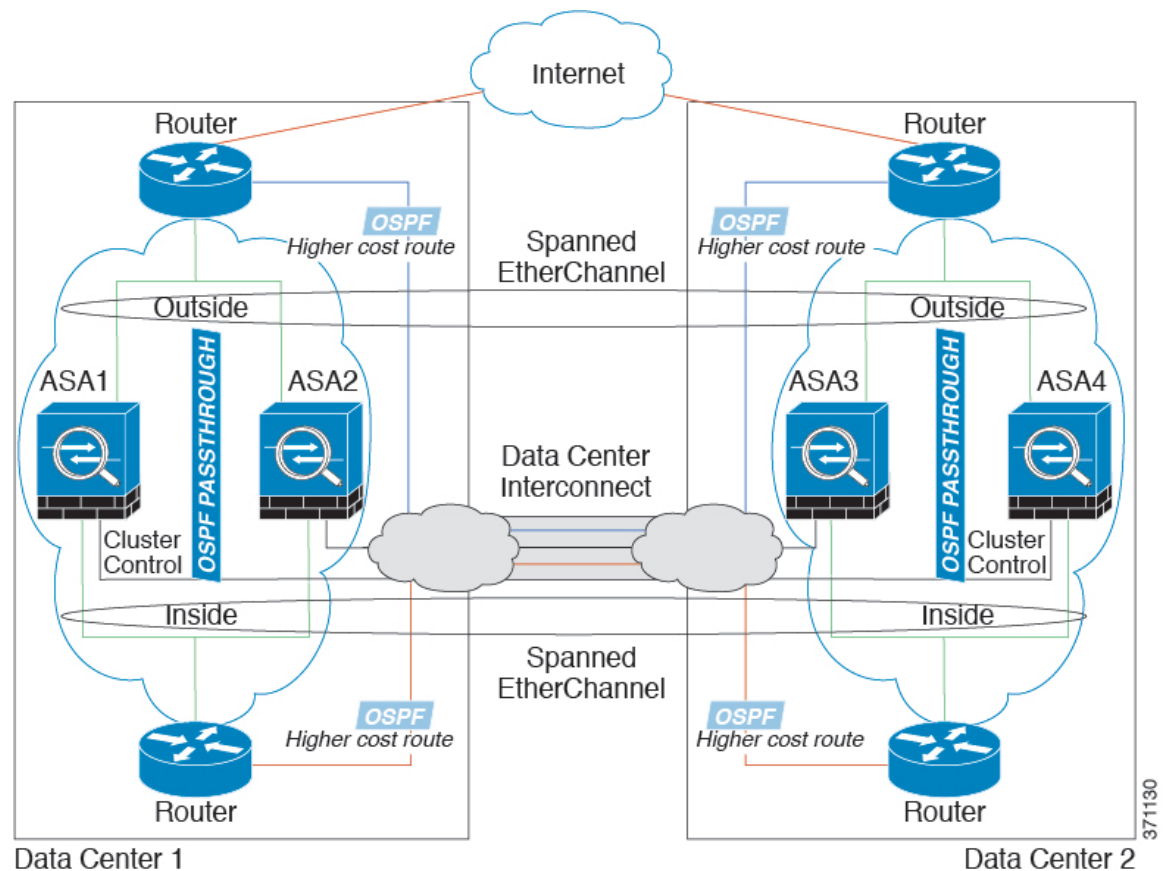 Internet
Router
Router
OSPF
Higher cost route
OSPF
Higher cost route
Spanned
EtherChannel
Outside
Outside
ASA1
ASA2
ASA3
ASA4
OSPF PASSTHROUGH
OSPF PASSTHROUGH
Data Center
Interconnect
Cluster
Control
Cluster
Control
Inside
Inside
Spanned
EtherChannel
OSPF
Higher cost route
OSPF
Higher cost route
Router
Router
371130
Data Center 1
Data Center 2